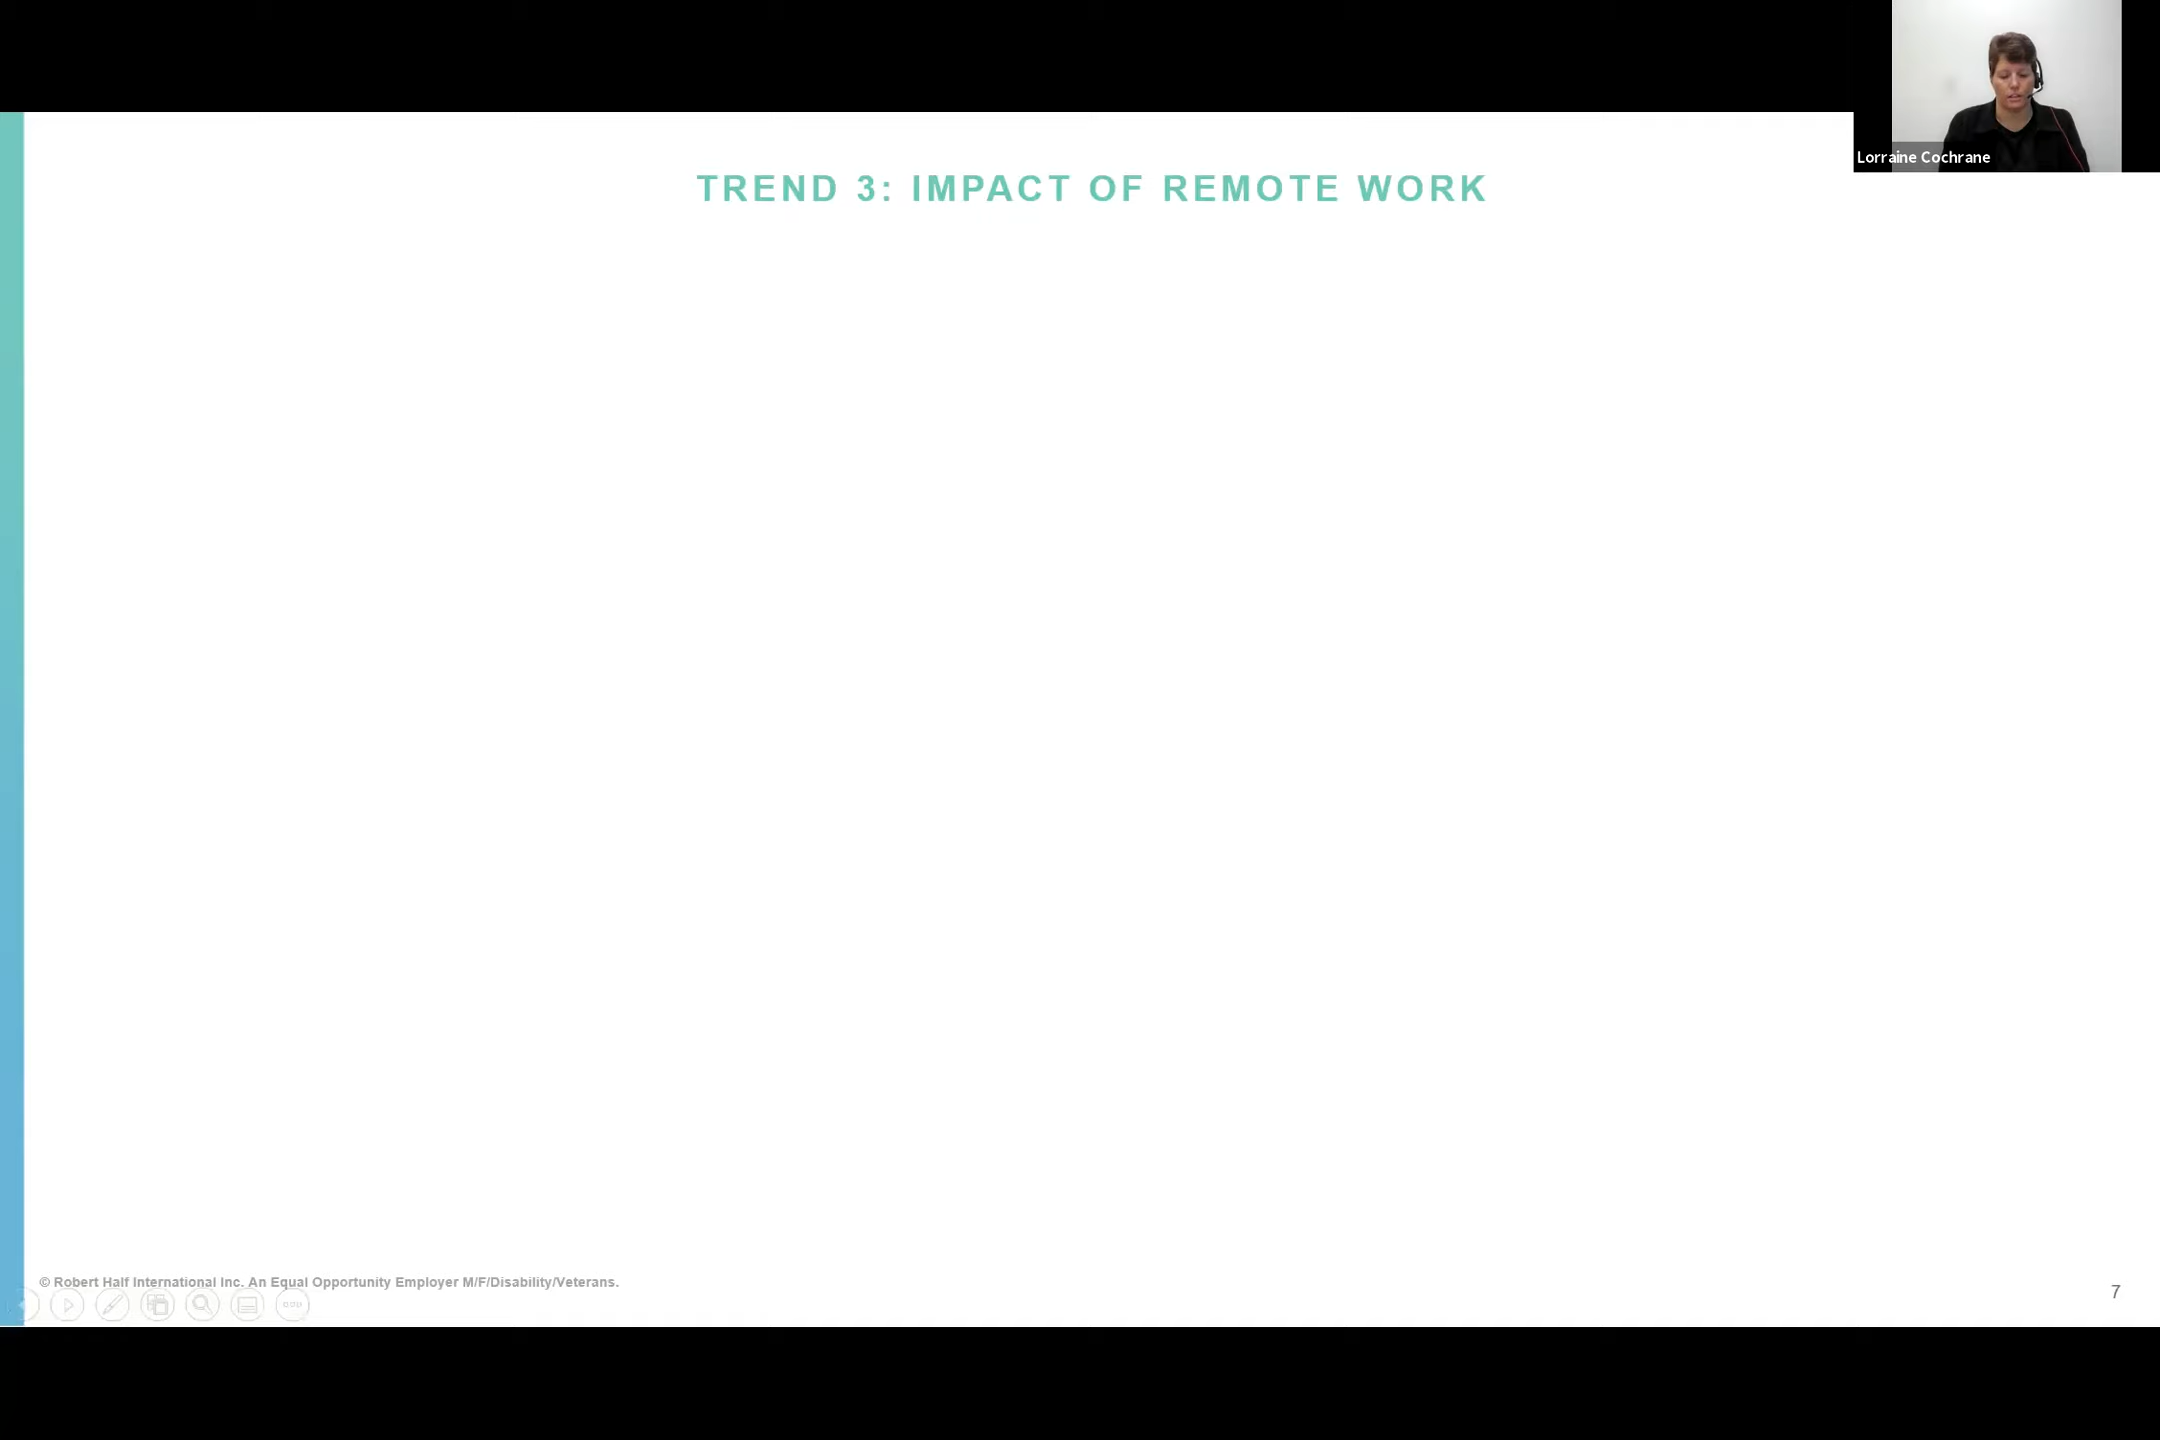 Lorraine Cochrane
TREND 3: IMPACT OF REMOTE WORK
© Robert Half International Inc. An Equal Opportunity Employer M/F/Disability/Veterans.
7